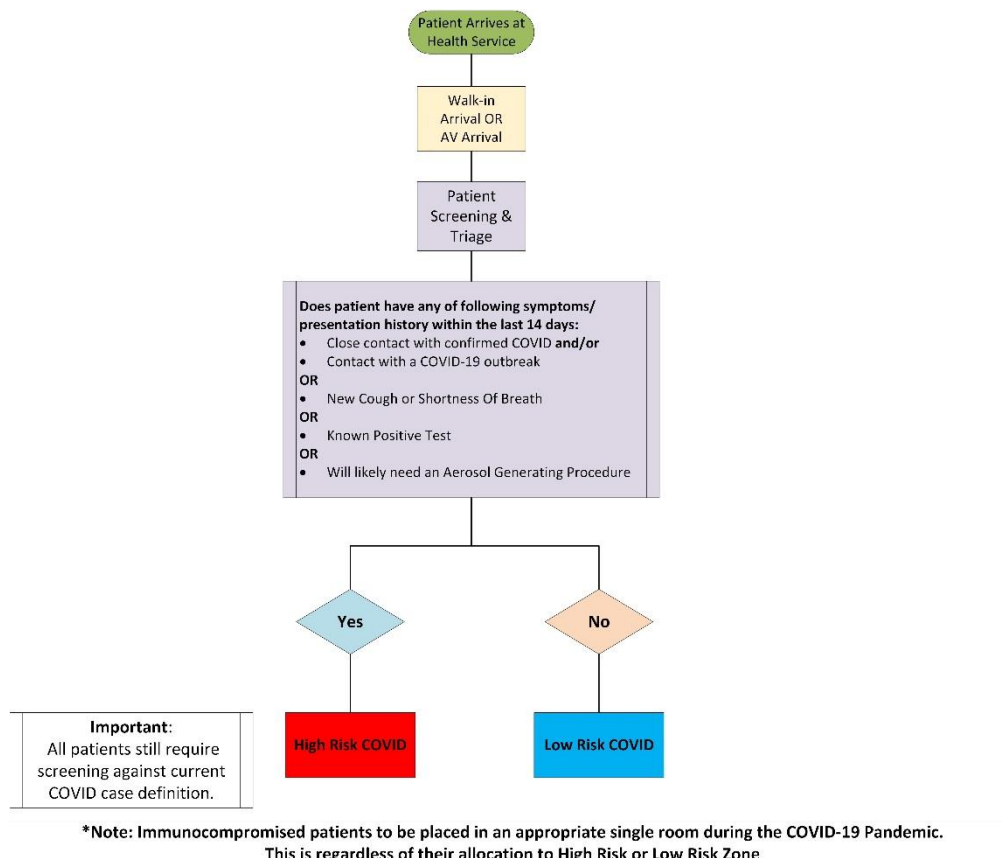 Patient Arrives at
Health Service
Walk-in
Arrival OR
AV Arrival
Patient
Screening &
Triage
Does patient have any of following symptoms/
presentation history within the last 14 days:
• Close contact with confirmed COVID and/or
• Contact with a COVID-19 outbreak
OR
• New Cough or Shortness Of Breath
OR
• Known Positive Test
OR
• Will likely need an Aerosol Generating Procedure
Yes
No
High Risk COVID
Low Risk COVID
Important:
All patients still require
screening against current
COVID case definition.
*Note: Immunocompromised patients to be placed in an appropriate single room during the COVID-19 Pandemic.
This is regardless of their allocation to High Risk or Low Risk Zone